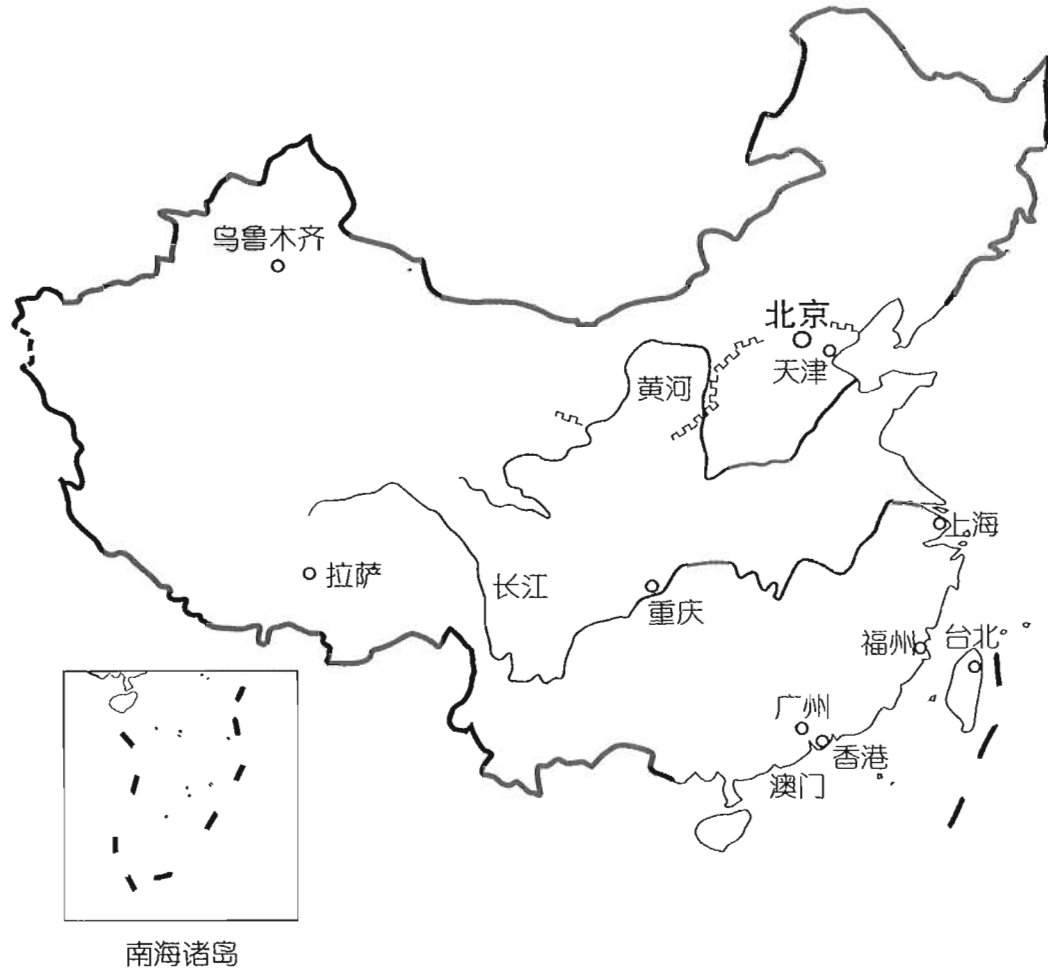 乌鲁木齐
北京
天津
黄河
上海
拉萨
长江
重庆
福州
台北
广州
香港
澳门
南海诸岛